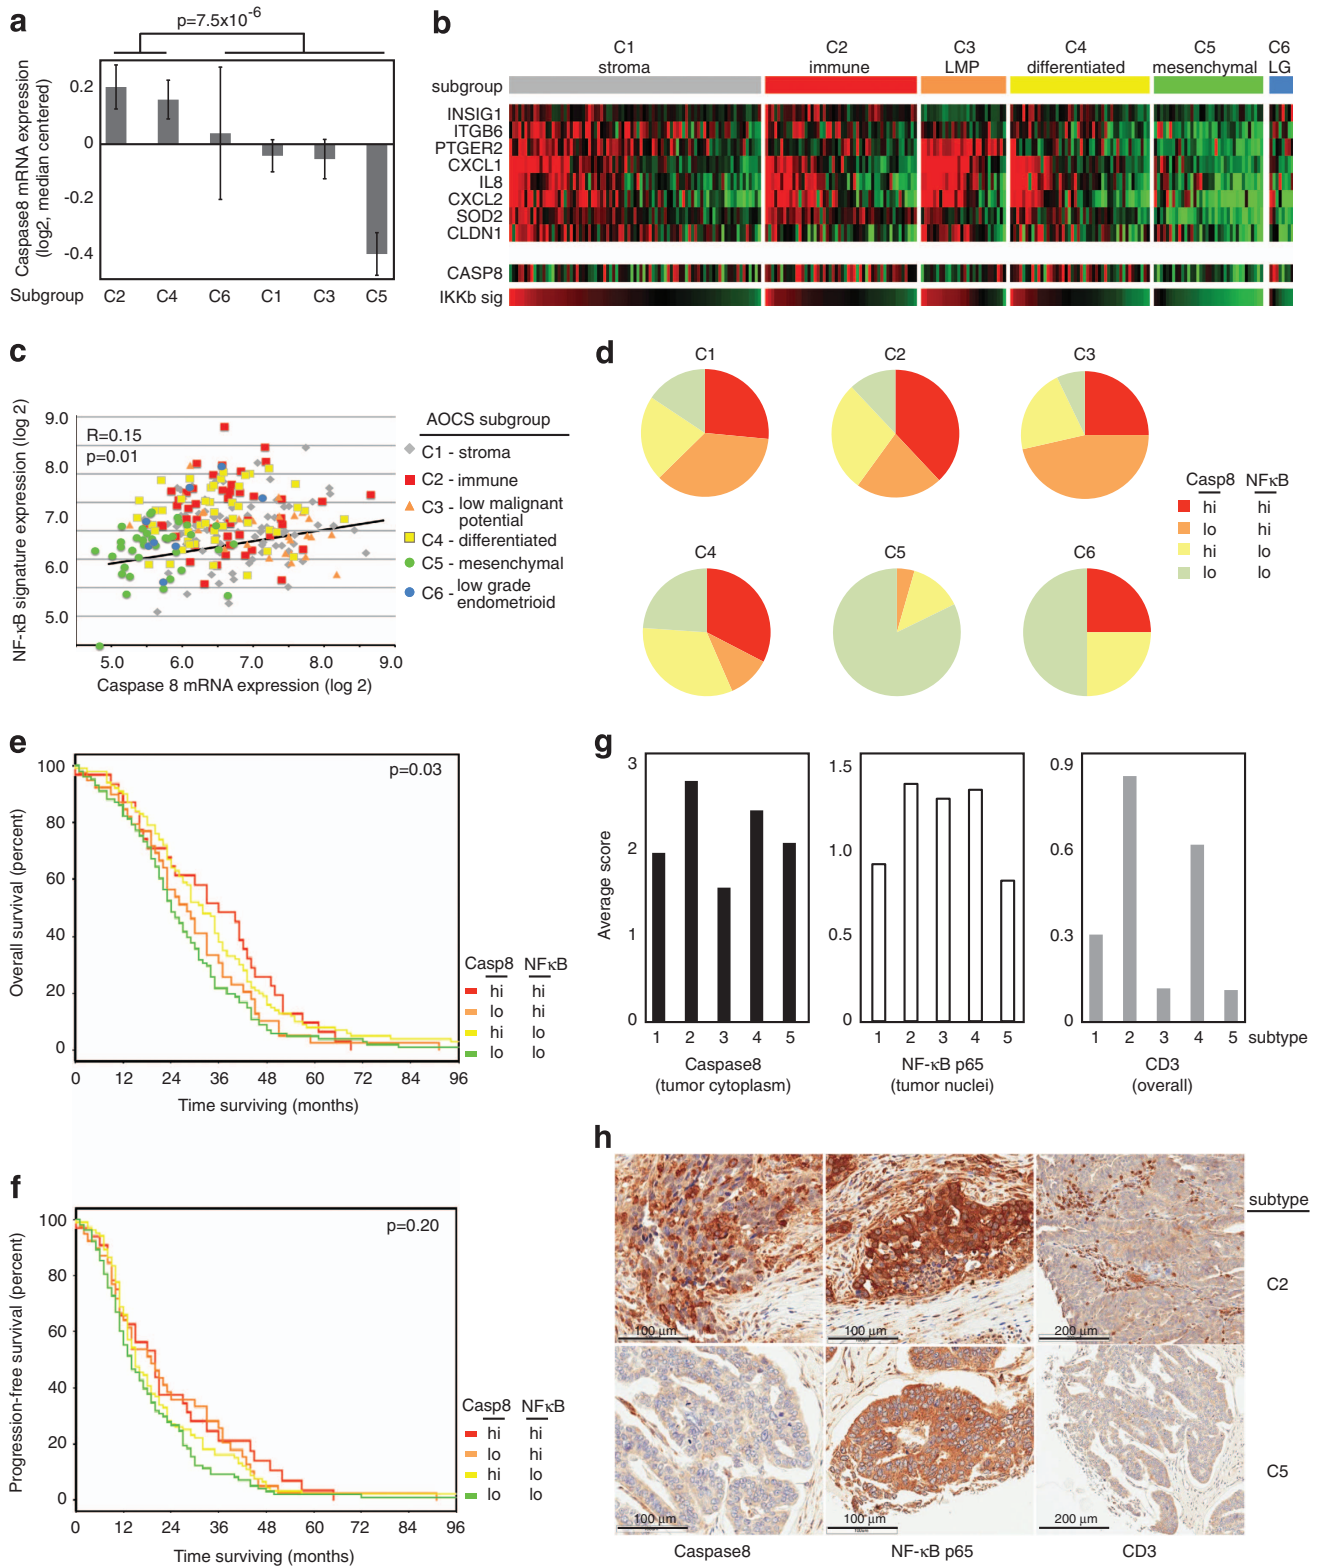 a
p=7.5x10-6
Caspase8 mRNA expression
(log2, median centered)
0.2
0
-0.2
-0.4
Subgroup C2 C4 C6 C1 C3 C5
b
C1 C2 C3 C4 C5 C6
stroma immune LMP differentiated mesenchymal LG
subgroup
INSIG1
ITGB6
PTGER2
CXCL1
IL8
CXCL2
SOD2
CLDN1
CASP8
IKKb sig
c
NF-κB signature expression (log 2)
9.0
8.0
7.0
6.0
5.0
R=0.15
p=0.01
5.0 6.0 7.0 8.0 9.0
Caspase 8 mRNA expression (log 2)
AOCS subgroup
C1 - stroma
C2 - immune
C3 - low malignant
potential
C4 - differentiated
C5 - mesenchymal
C6 - low grade
endometrioid
d
C1 C2 C3
C4 C5 C6
Casp8 NFκB
hi hi
lo hi
hi lo
lo lo
e
Overall survival (percent)
100
80
60
40
20
0
p=0.03
0 12 24 36 48 60 72 84 96
Time surviving (months)
Casp8 NFκB
hi hi
lo hi
hi lo
lo lo
f
Progression-free survival (percent)
100
80
60
40
20
0
p=0.20
0 12 24 36 48 60 72 84 96
Time surviving (months)
Casp8 NFκB
hi hi
lo hi
hi lo
lo lo
g
Average score
3
2
1
0
1 2 3 4 5
Caspase8
(tumor cytoplasm)
1.5
1.0
0.5
0
1 2 3 4 5
NF-κB p65
(tumor nuclei)
0.9
0.6
0.3
0
1 2 3 4 5 subtype
CD3
(overall)
h
subtype
C2
100 μm 100 μm 200 μm
C5
100 μm 100 μm 200 μm
Caspase8 NF-κB p65 CD3